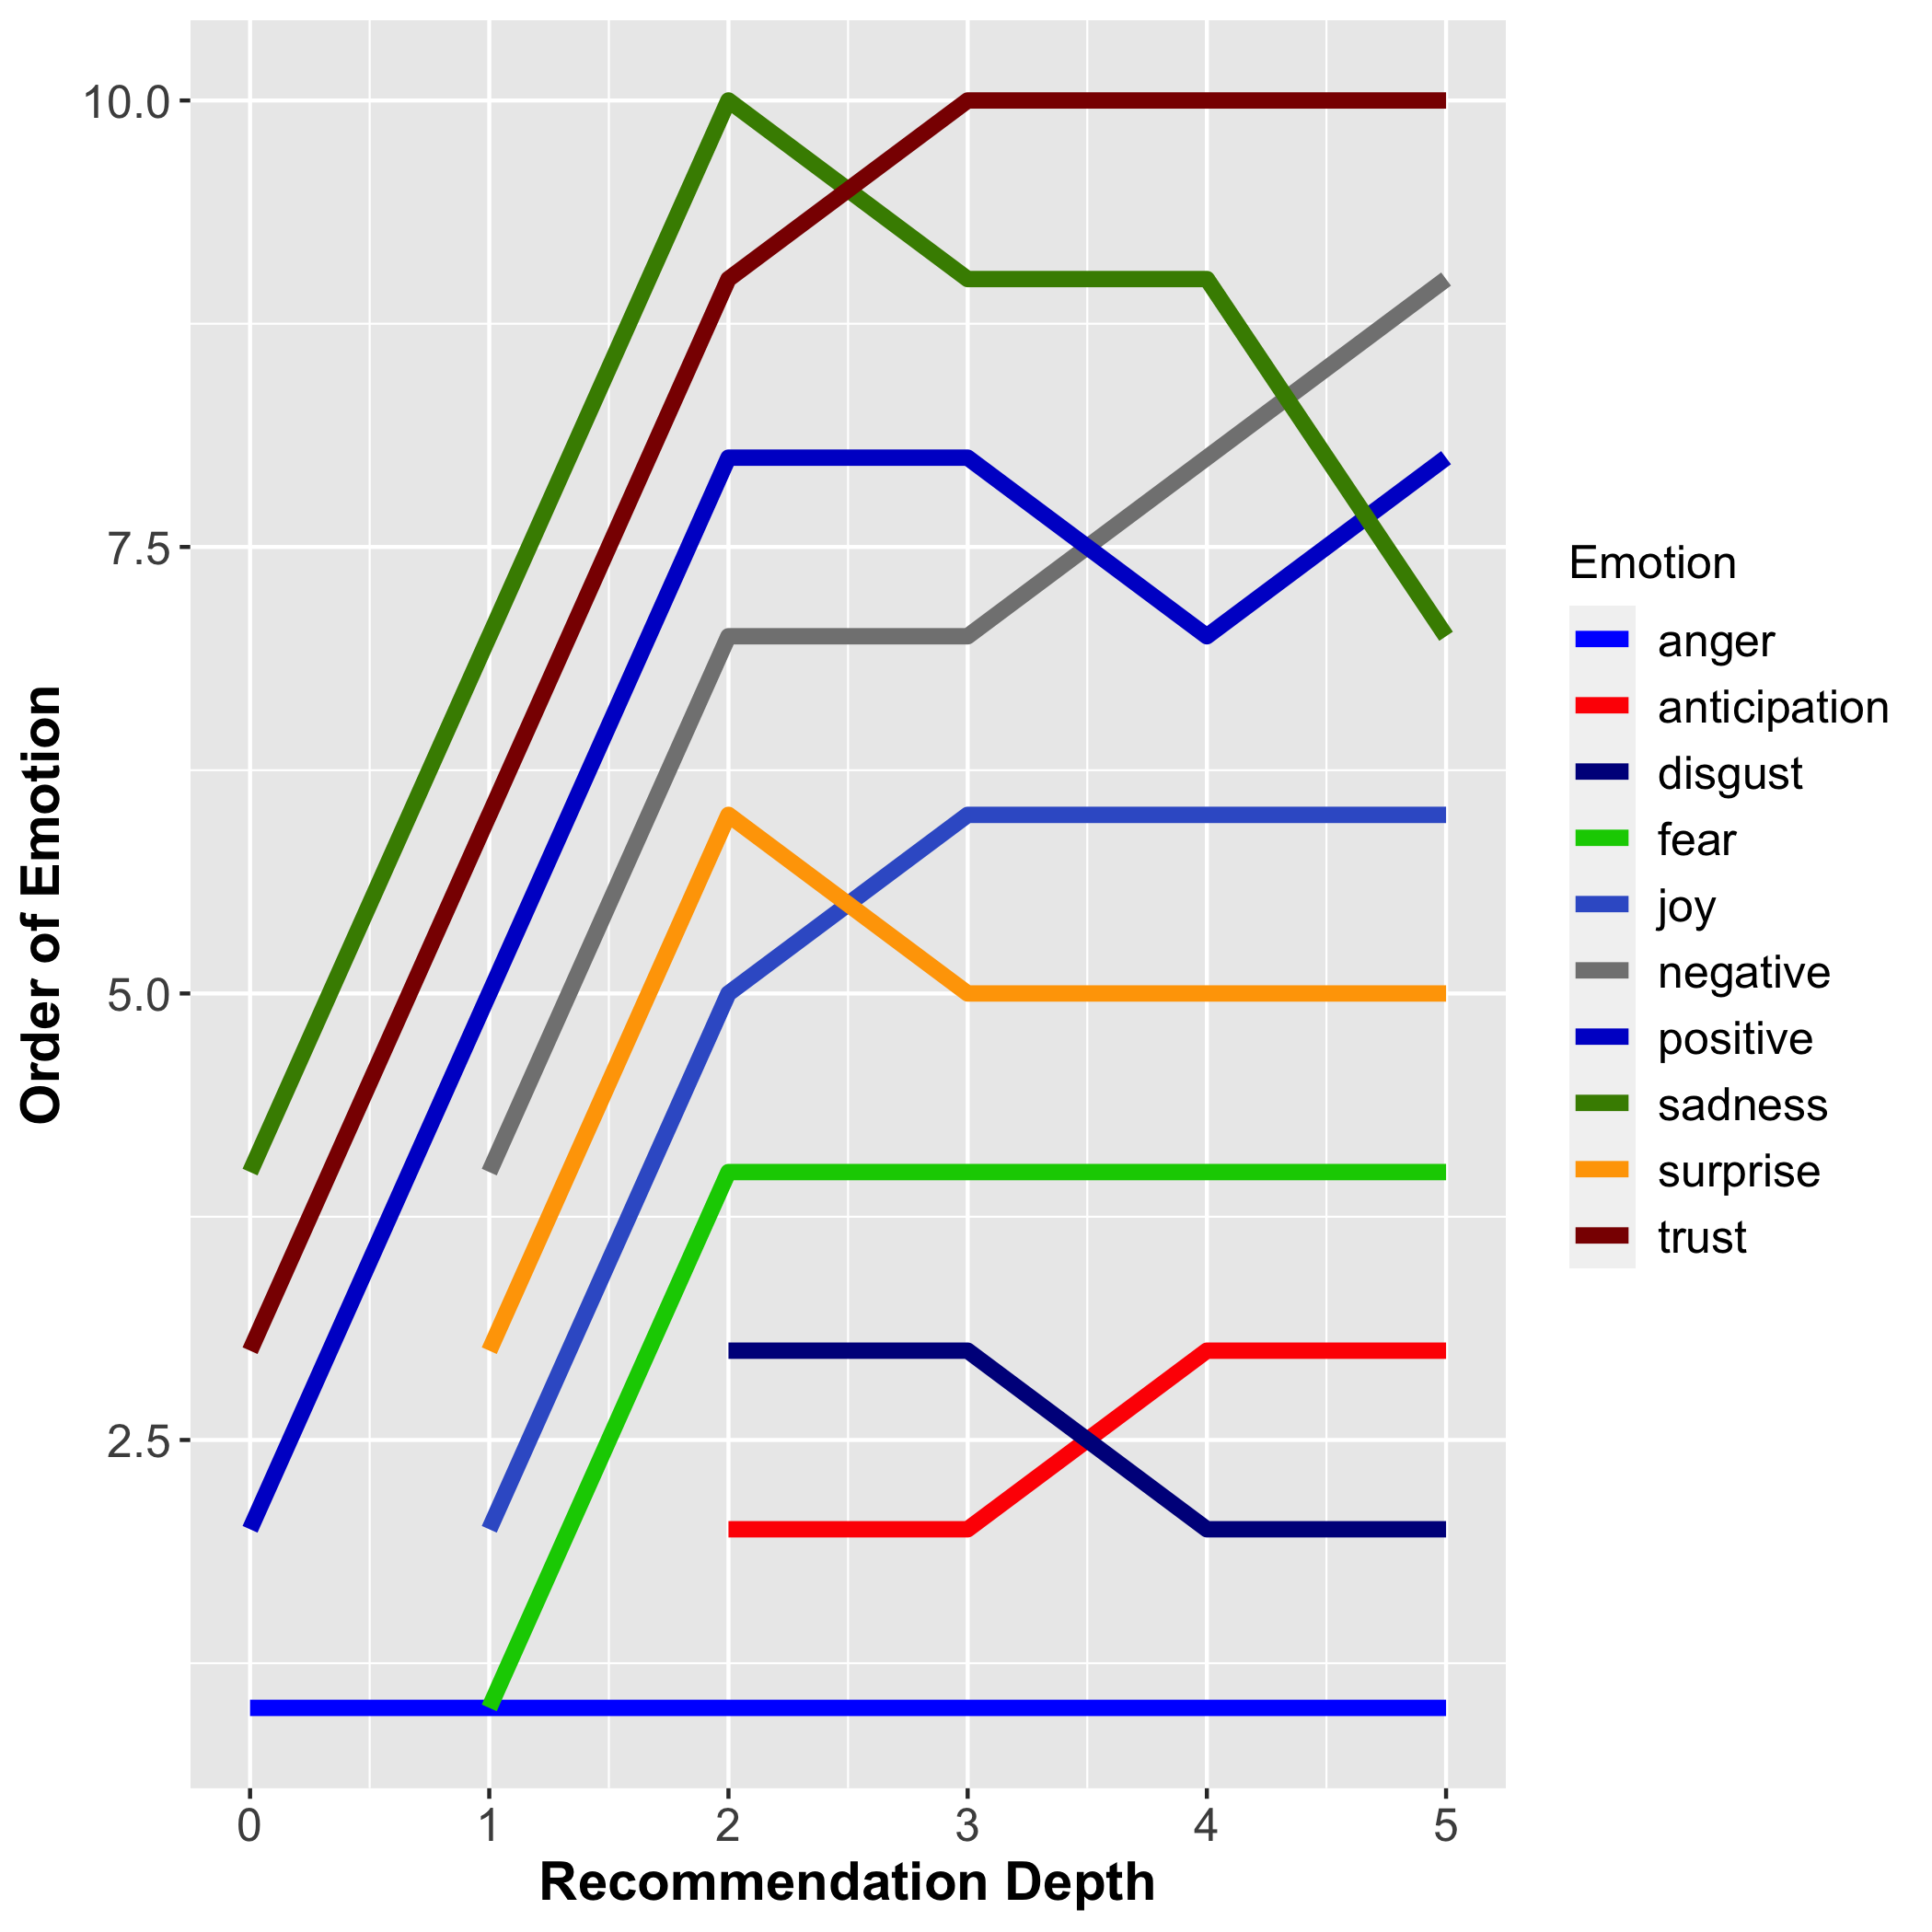 Order of Emotion
10.0
7.5
5.0
2.5
0 1 2 3 4 5
Recommendation Depth
Emotion
anger
anticipation
disgust
fear
joy
negative
positive
sadness
surprise
trust